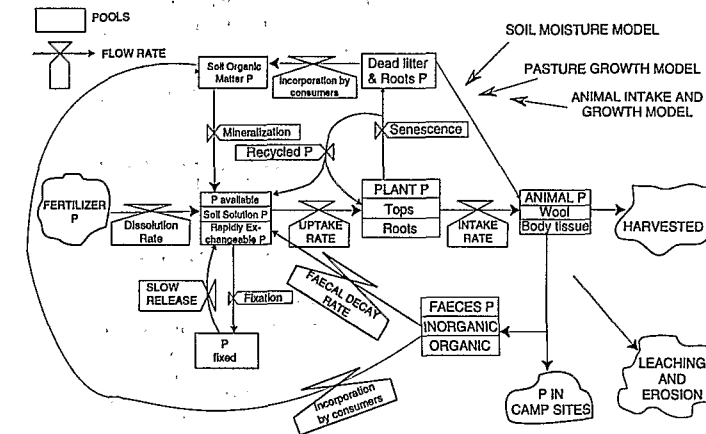 POOLS
FLOW RATE
SOIL MOISTURE MODEL
PASTURE GROWTH MODEL
ANIMAL INTAKE AND
GROWTH MODEL
Soil Organic
Matter P
Incorporation by
consumers
Dead litter
& Roots P
Mineralization
Recycled P
Senescence
FERTILIZER
P
Dissolution
Rate
P available
Soil Solution P
Rapidly Ex-
changeable P
UPTAKE
RATE
PLANT P
Tops
Roots
INTAKE
RATE
ANIMAL P
Wool
Body tissue
HARVESTED
SLOW
RELEASE
Fixation
FAECAL DECAY
RATE
P
fixed
FAECES P
INORGANIC
ORGANIC
Incorporation
by consumers
P IN
CAMP SITES
LEACHING
AND
EROSION